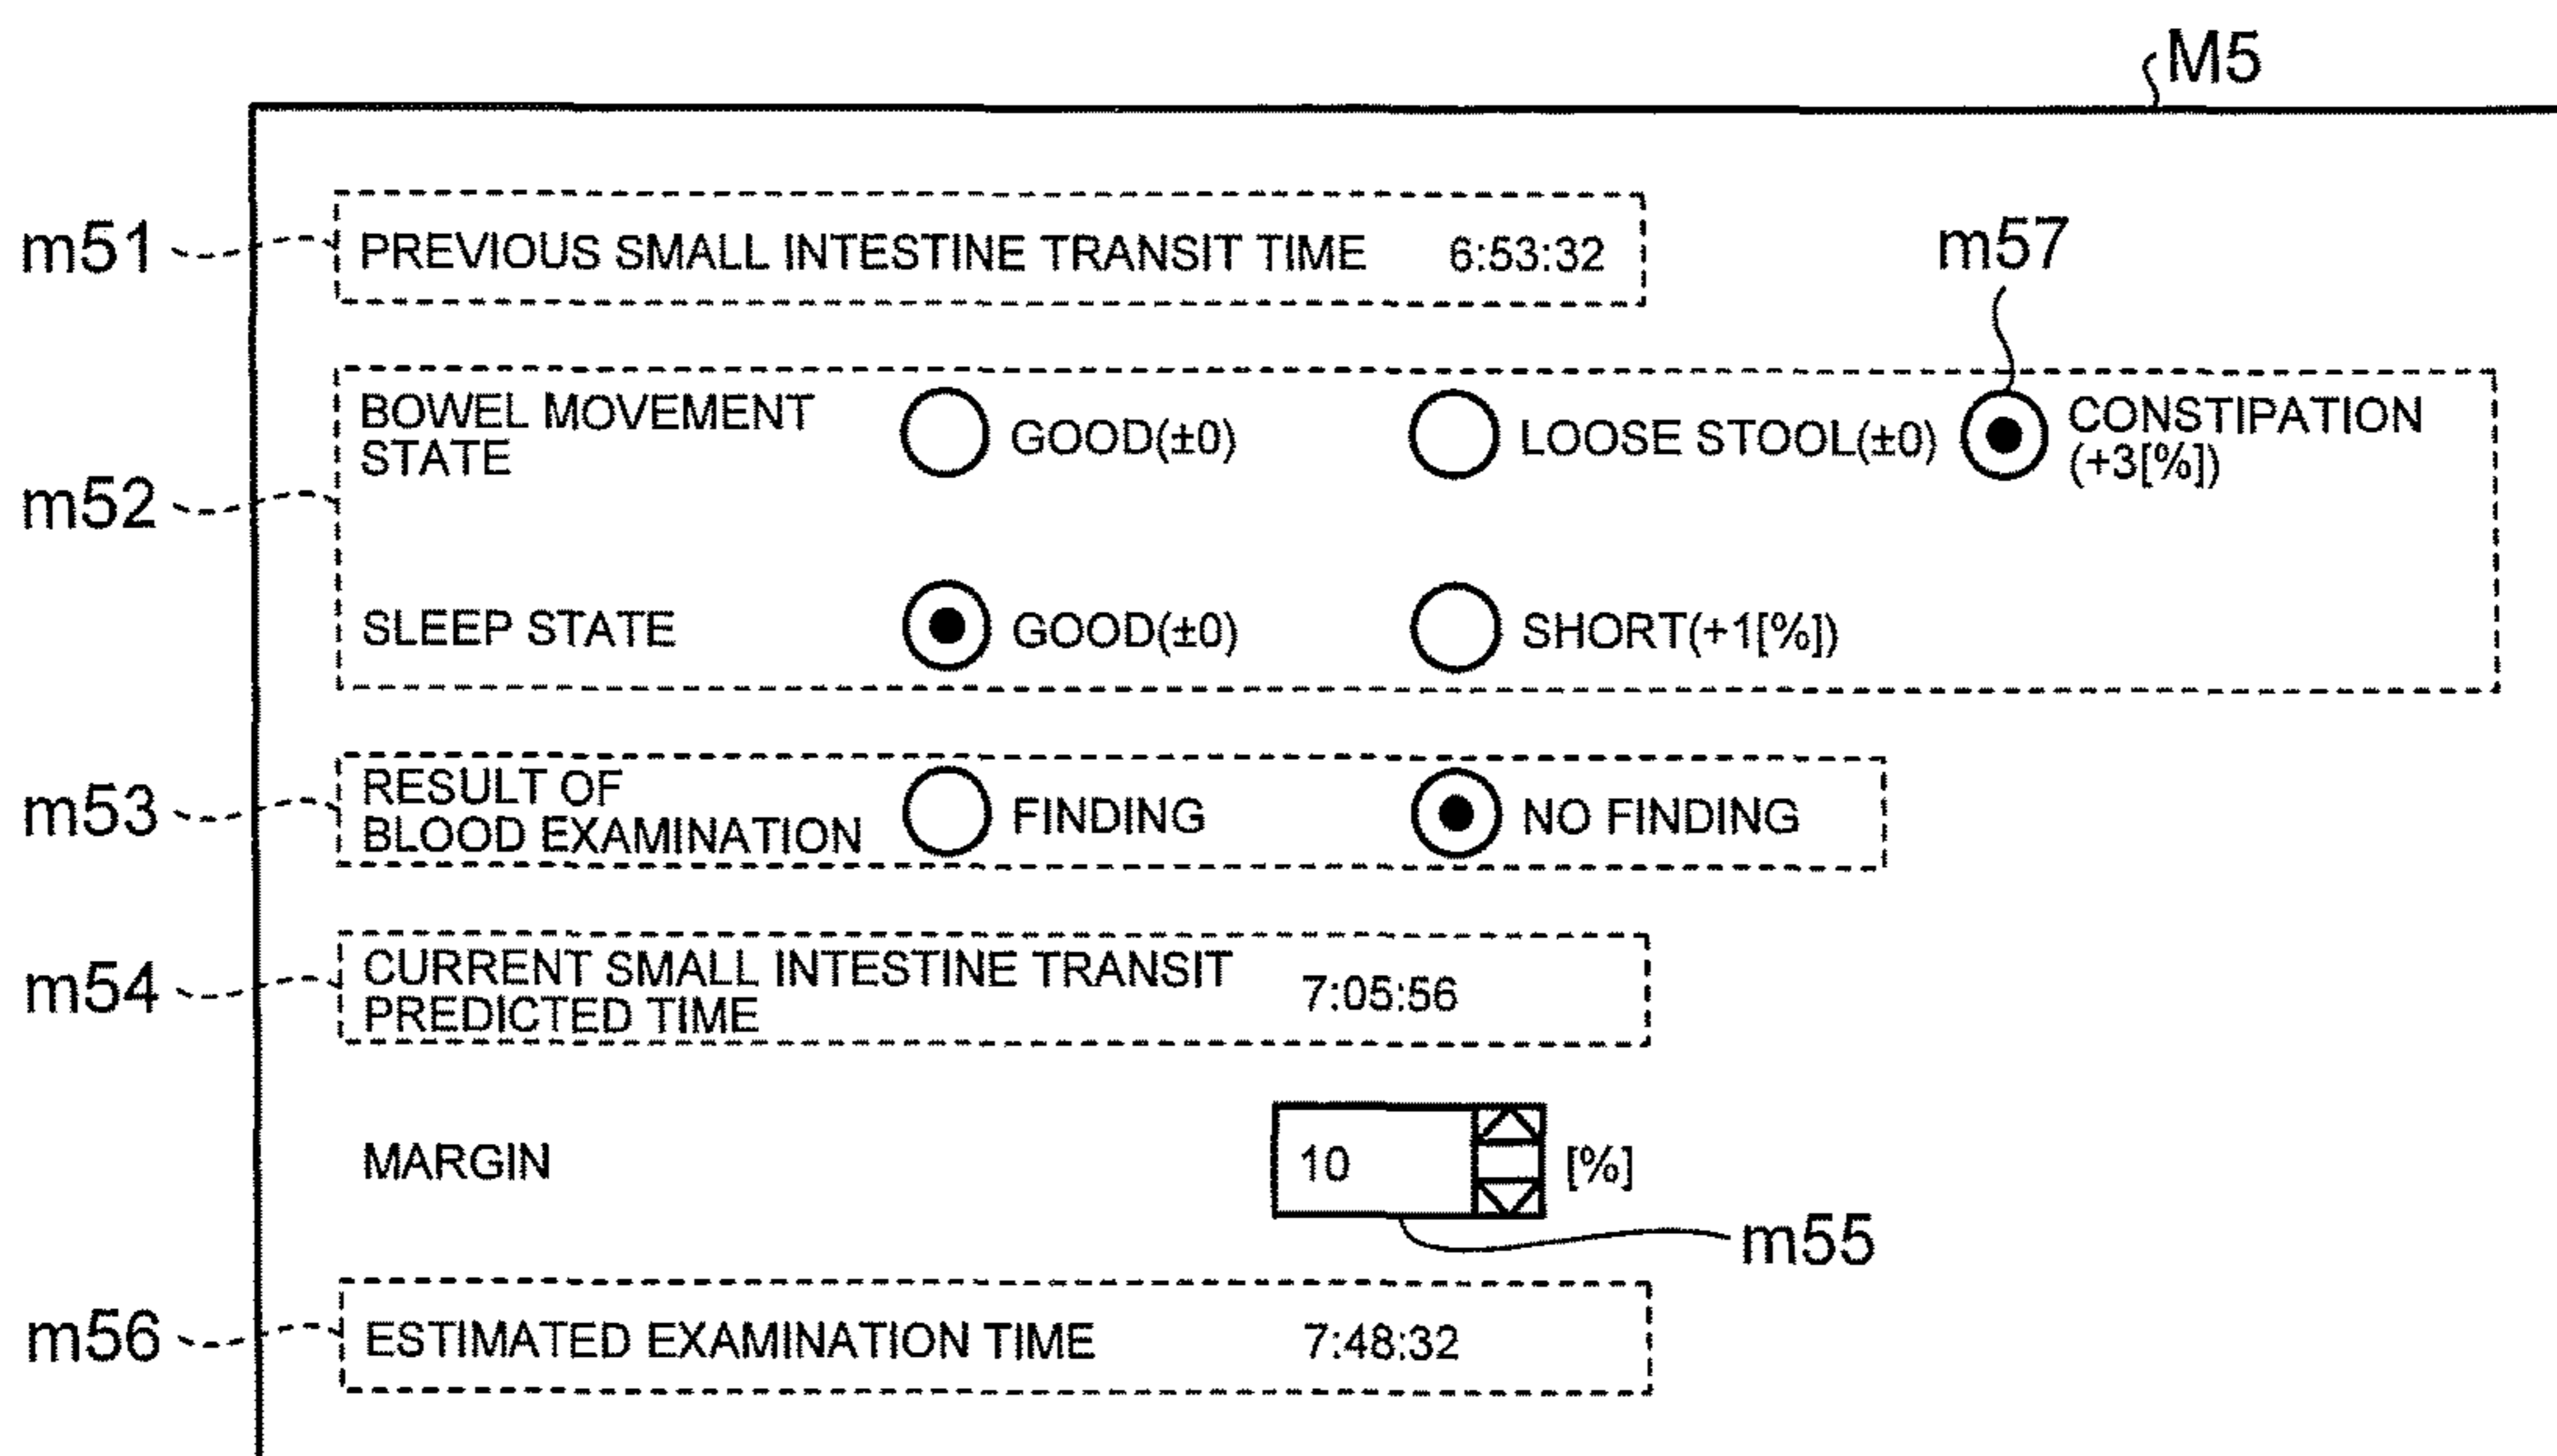 M5
m51
PREVIOUS SMALL INTESTINE TRANSIT TIME 6:53:32
m57
m52
BOWEL MOVEMENT
STATE
GOOD(±0)
LOOSE STOOL(±0)
CONSTIPATION
(+3[%])
SLEEP STATE
GOOD(±0)
SHORT(+1[%])
m53
RESULT OF
BLOOD EXAMINATION
FINDING
NO FINDING
m54
CURRENT SMALL INTESTINE TRANSIT
PREDICTED TIME
7:05:56
MARGIN
10
[%]
m55
m56
ESTIMATED EXAMINATION TIME 7:48:32